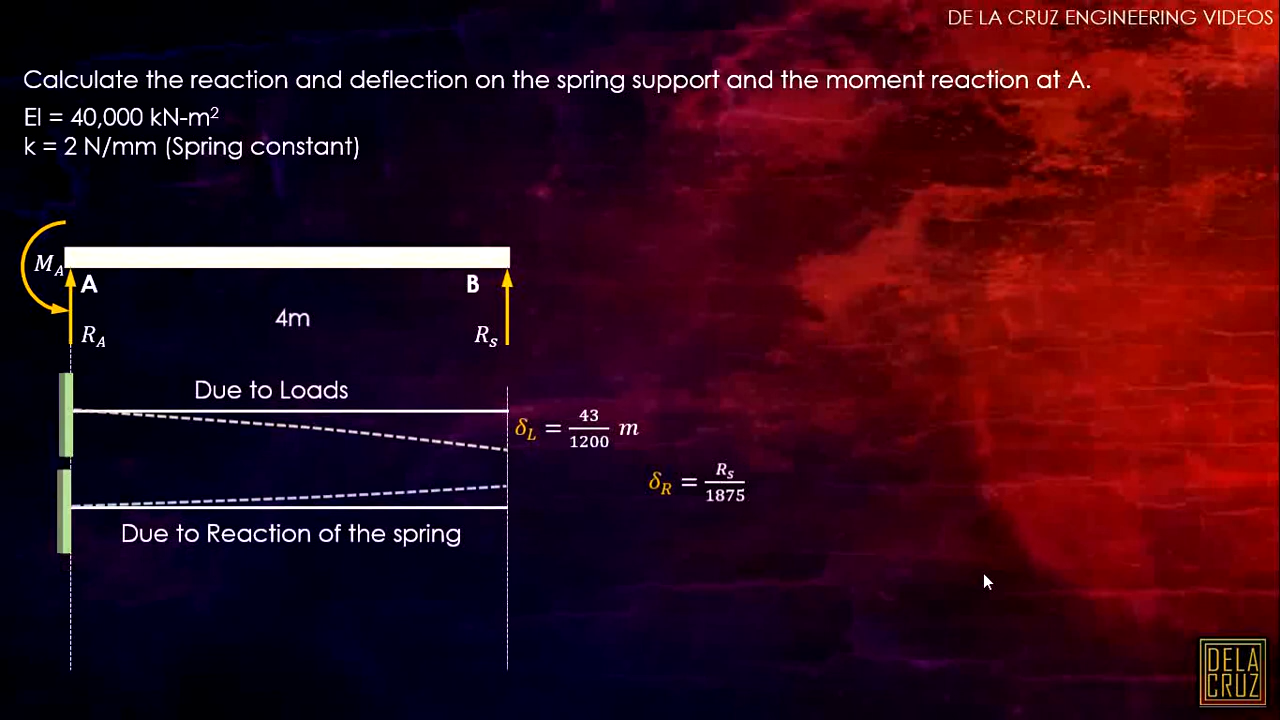 DE LA CRUZ ENGINEERING VIDEOS
Calculate the reaction and deflection on the spring support and the moment reaction at A.
EI = 40,000 kN-m²
k = 2 N/mm (Spring constant)
M_A
A
B
4m
R_A
R_s
Due to Loads
δ_L = 43/1200 m
δ_R = R_s/1875
Due to Reaction of the spring
DELA
CRUZ